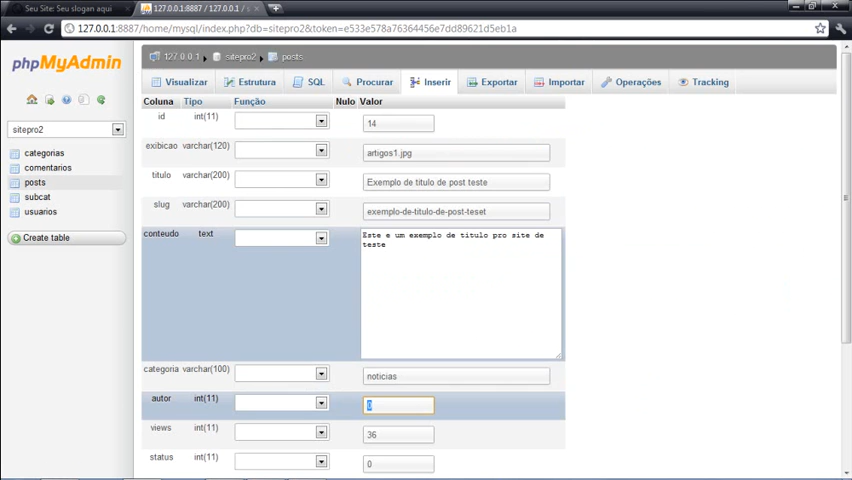 Seu Site: Seu slogan aqui
127.0.0.1:8887 / 127.0.0.1 / s
127.0.0.1:8887/home/mysql/index.php?db=sitepro2&token=e533e578a76364456e7dd89621d5eb1a
phpMyAdmin
127.0.0.1 sitepro2 posts
Visualizar Estrutura SQL Procurar Inserir Exportar Importar Operações Tracking
sitepro2
categorias
comentarios
posts
subcat
usuarios
Create table
Coluna Tipo Função Nulo Valor
id int(11) 14
exibicao varchar(120) artigos1.jpg
titulo varchar(200) Exemplo de titulo de post teste
slug varchar(200) exemplo-de-titulo-de-post-teset
conteudo text Este e um exemplo de titulo pro site de
teste
categoria varchar(100) noticias
autor int(11) 0
views int(11) 36
status int(11) 0